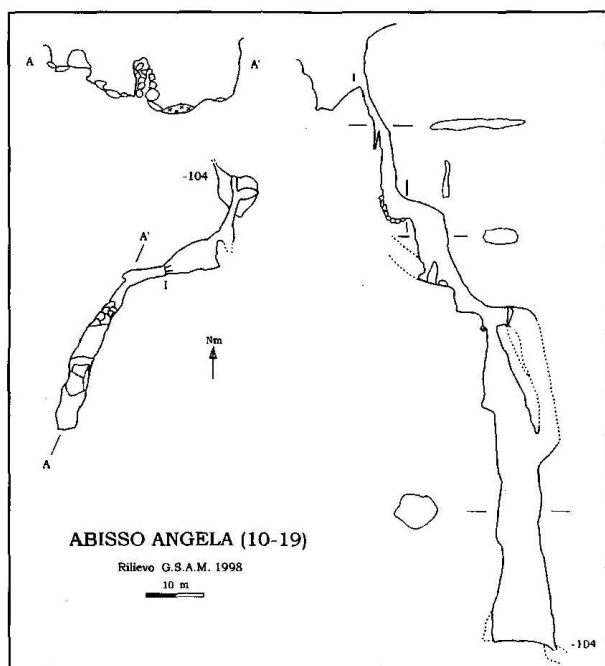 A
A'
I
-104
A'
I
I
I
Nm
A
ABISSO ANGELA (10-19)
Rilievo G.S.A.M. 1998
10 m
-104